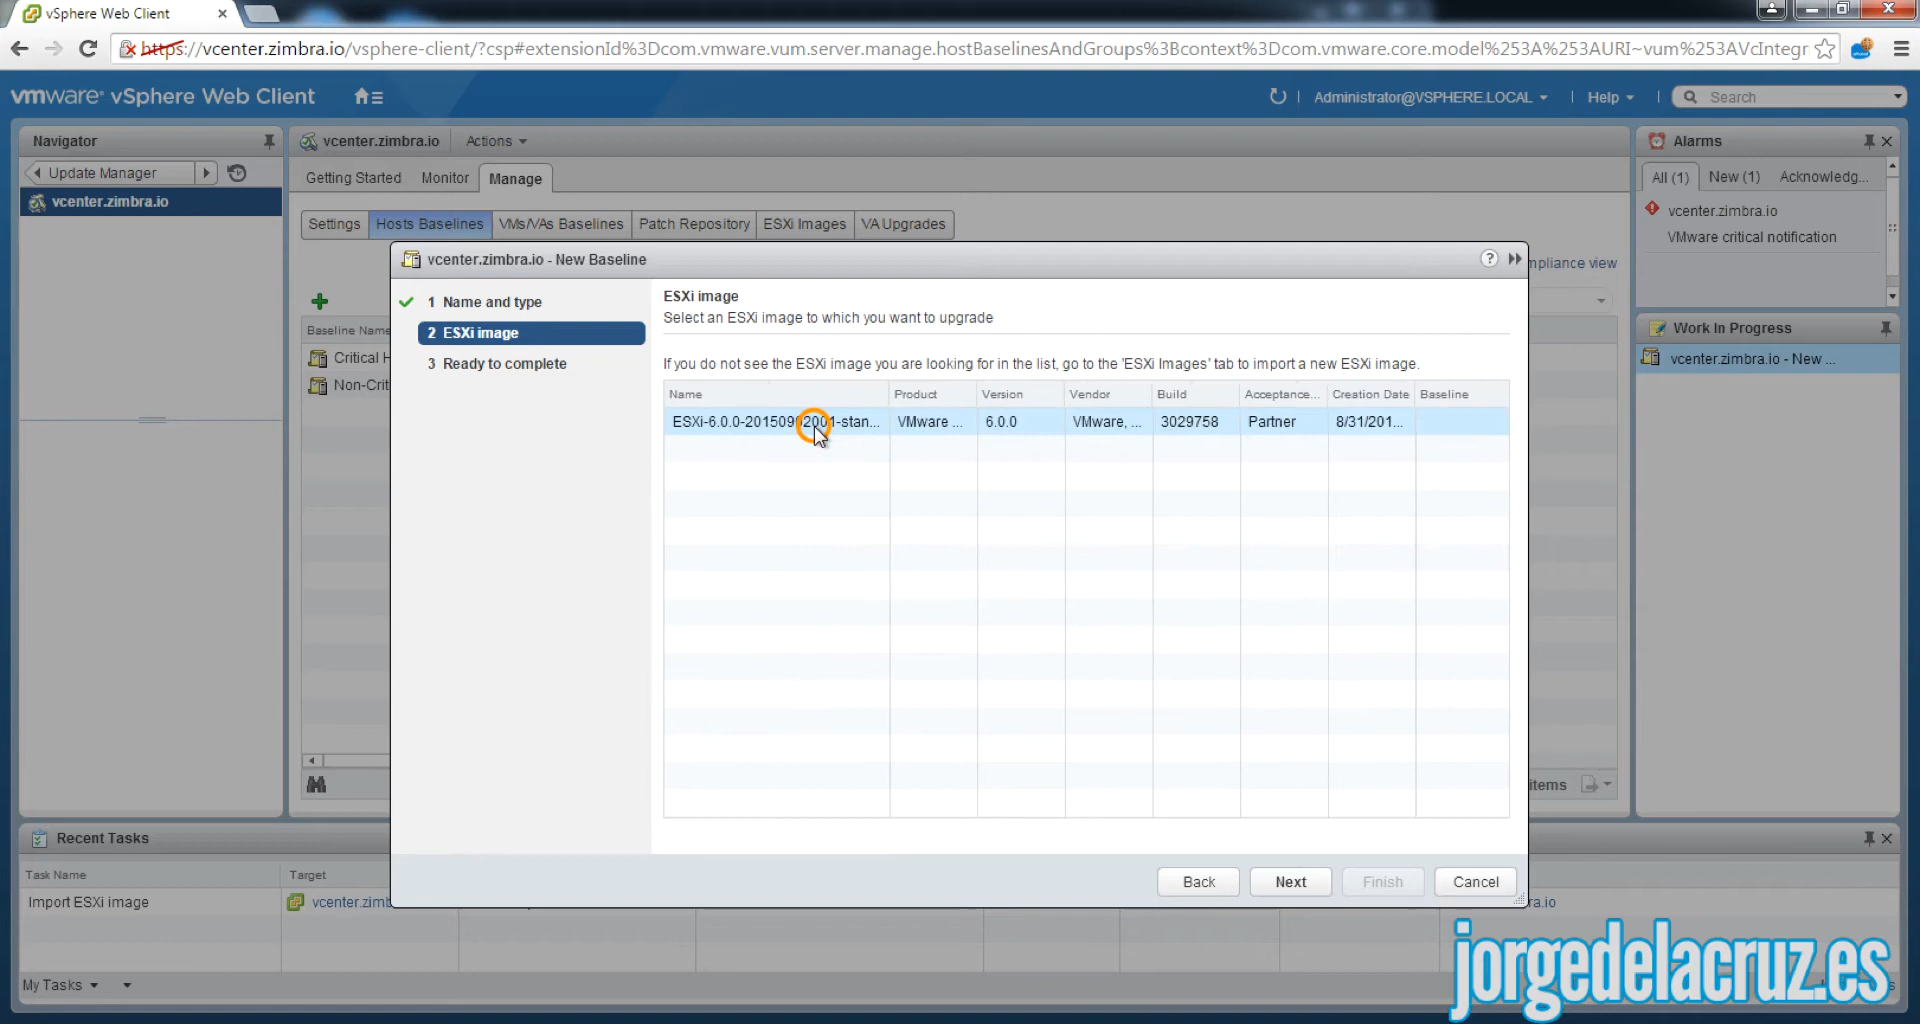 vSphere Web Client
https://vcenter.zimbra.io/vsphere-client/?csp#extensionId%3Dcom.vmware.vum.server.manage.hostBaselinesAndGroups%3Bcontext%3Dcom.vmware.core.model%253A%253AURI~vum%253AVcIntegr
vmware® vSphere Web Client
Administrator@VSPHERE.LOCAL
Help
Search
Navigator
Update Manager
vcenter.zimbra.io
vcenter.zimbra.io
Actions
Getting Started
Monitor
Manage
Settings
Hosts Baselines
VMs/VAs Baselines
Patch Repository
ESXi Images
VA Upgrades
mpliance view
Baseline Name
Critical H
Non-Crit
items
vcenter.zimbra.io - New Baseline
1 Name and type
2 ESXi image
3 Ready to complete
ESXi image
Select an ESXi image to which you want to upgrade
If you do not see the ESXi image you are looking for in the list, go to the 'ESXi Images' tab to import a new ESXi image.
Name Product Version Vendor Build Acceptance... Creation Date Baseline
ESXi-6.0.0-20150902001-stan... VMware ... 6.0.0 VMware, ... 3029758 Partner 8/31/201...
Back
Next
Finish
Cancel
Alarms
All (1)
New (1)
Acknowledg...
vcenter.zimbra.io
VMware critical notification
Work In Progress
vcenter.zimbra.io - New ...
Recent Tasks
Task Name Target
Import ESXi image vcenter.zimb
ra.io
My Tasks
jorgedelacruz.es